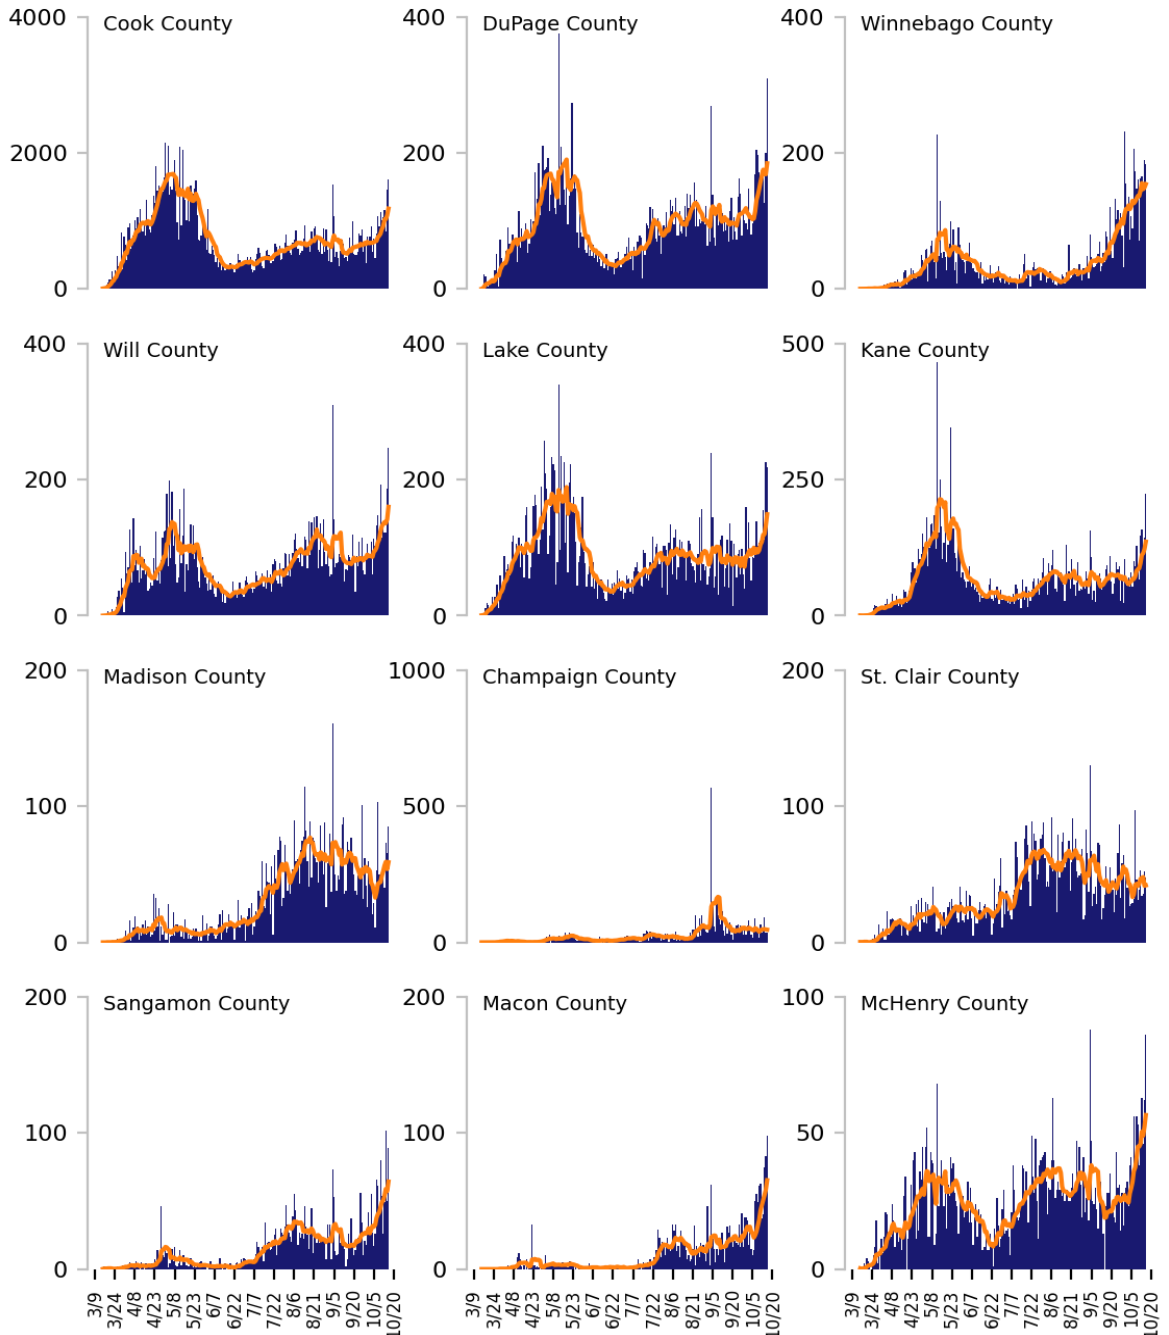 4000 Cook County 400 DuPage County 400 Winnebago County
2000 200 200
0 0 0
400 Will County 400 Lake County 500 Kane County
200 200 250
0 0 0
200 Madison County 1000 Champaign County 200 St. Clair County
100 500 100
0 0 0
200 Sangamon County 200 Macon County 100 McHenry County
100 100 50
0 0 0
3/9 3/24 4/8 4/23 5/8 5/23 6/7 6/22 7/7 7/22 8/6 8/21 9/5 9/20 10/5 10/20 3/9 3/24 4/8 4/23 5/8 5/23 6/7 6/22 7/7 7/22 8/6 8/21 9/5 9/20 10/5 10/20 3/9 3/24 4/8 4/23 5/8 5/23 6/7 6/22 7/7 7/22 8/6 8/21 9/5 9/20 10/5 10/20